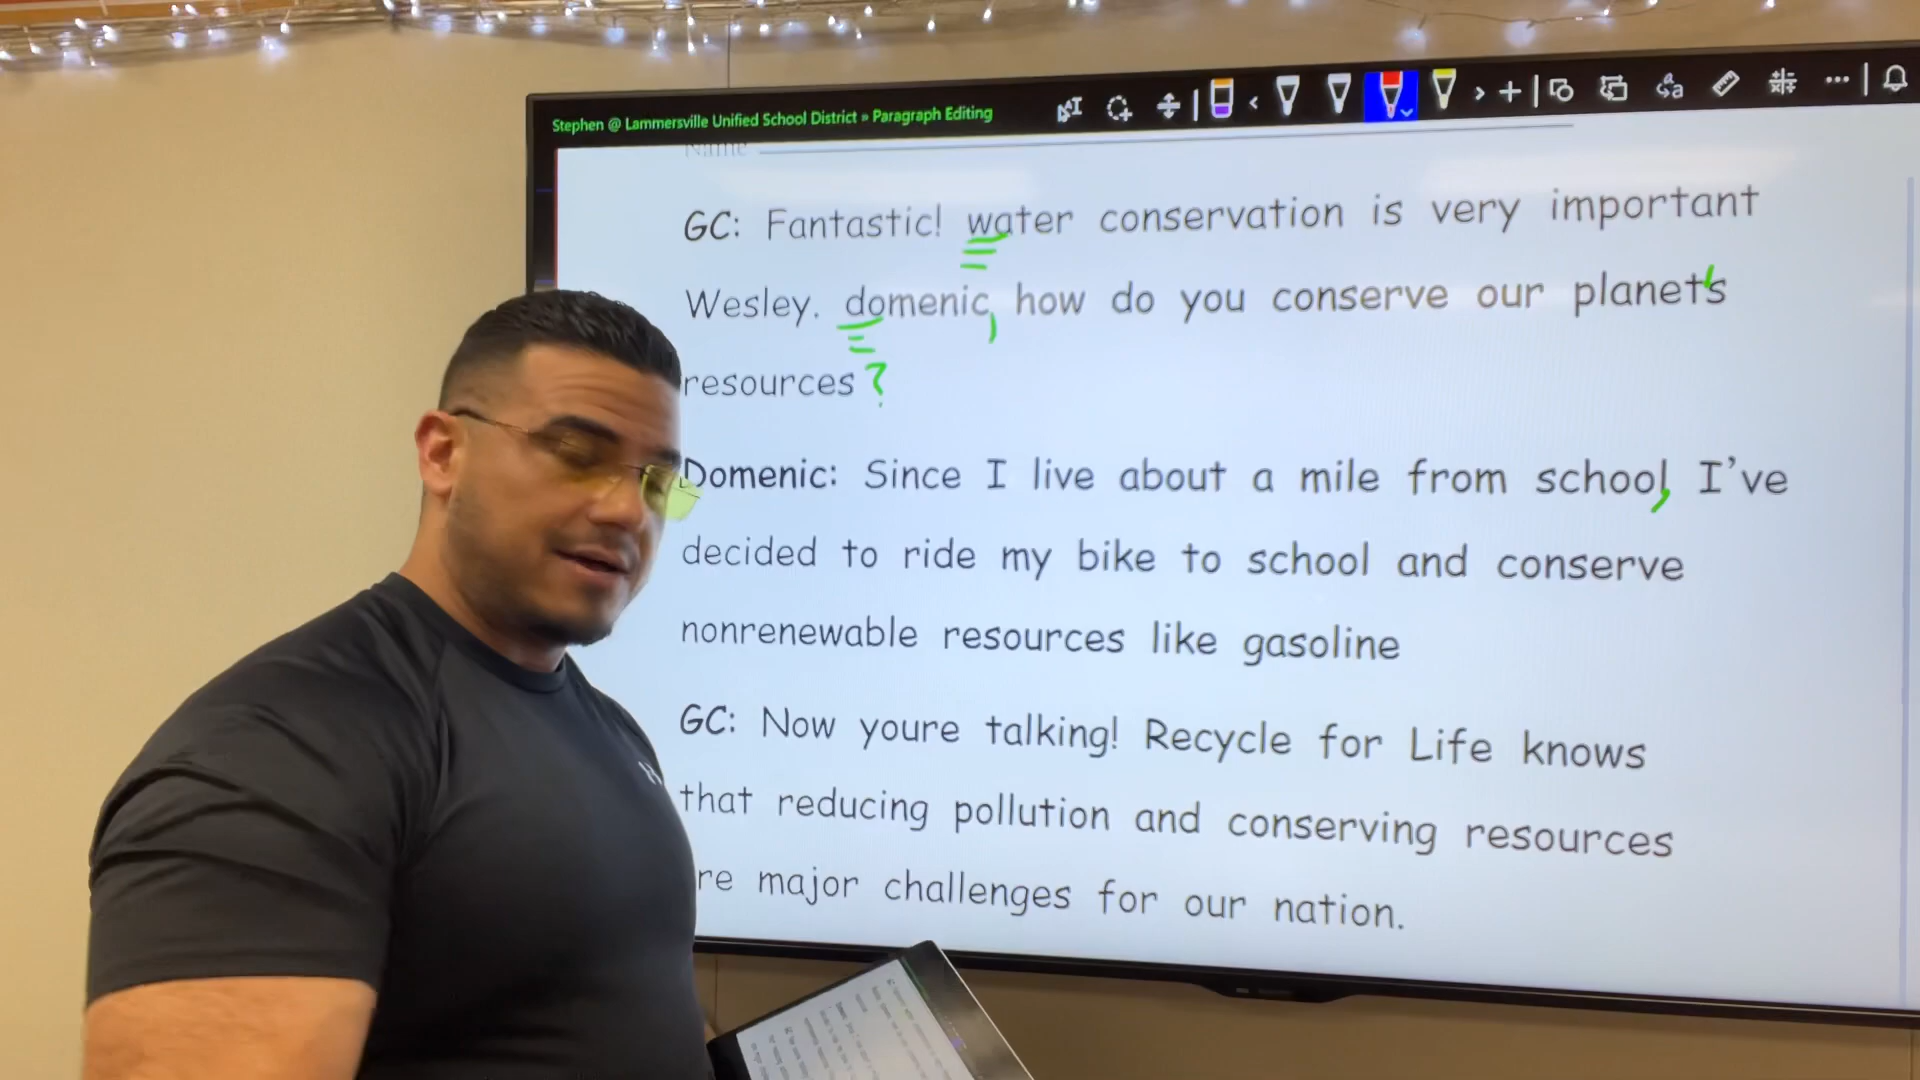 Stephen @ Lammersville Unified School District » Paragraph Editing
Name
GC: Fantastic! water conservation is very important
Wesley. domenic, how do you conserve our planet's
resources?
Domenic: Since I live about a mile from school, I've
decided to ride my bike to school and conserve
nonrenewable resources like gasoline
GC: Now youre talking! Recycle for Life knows
that reducing pollution and conserving resources
re major challenges for our nation.